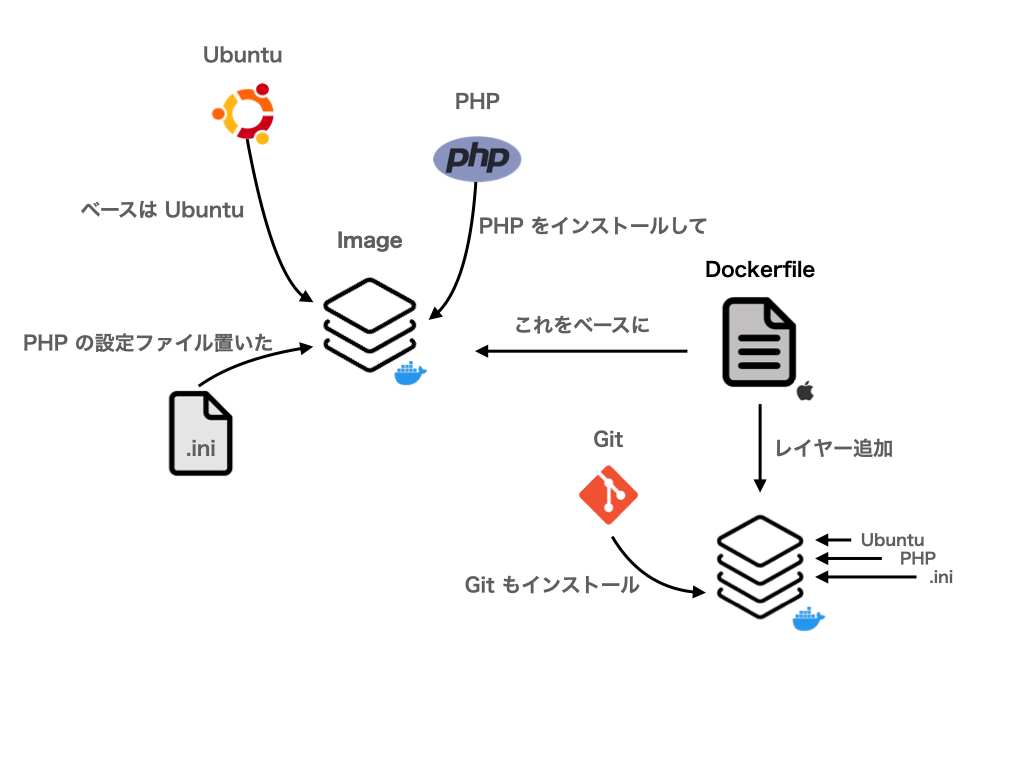 Ubuntu
PHP
php
ベースは Ubuntu
PHP をインストールして
Image
Dockerfile
これをベースに
PHP の設定ファイル置いた
.ini
Git
レイヤー追加
Ubuntu
PHP
.ini
Git もインストール